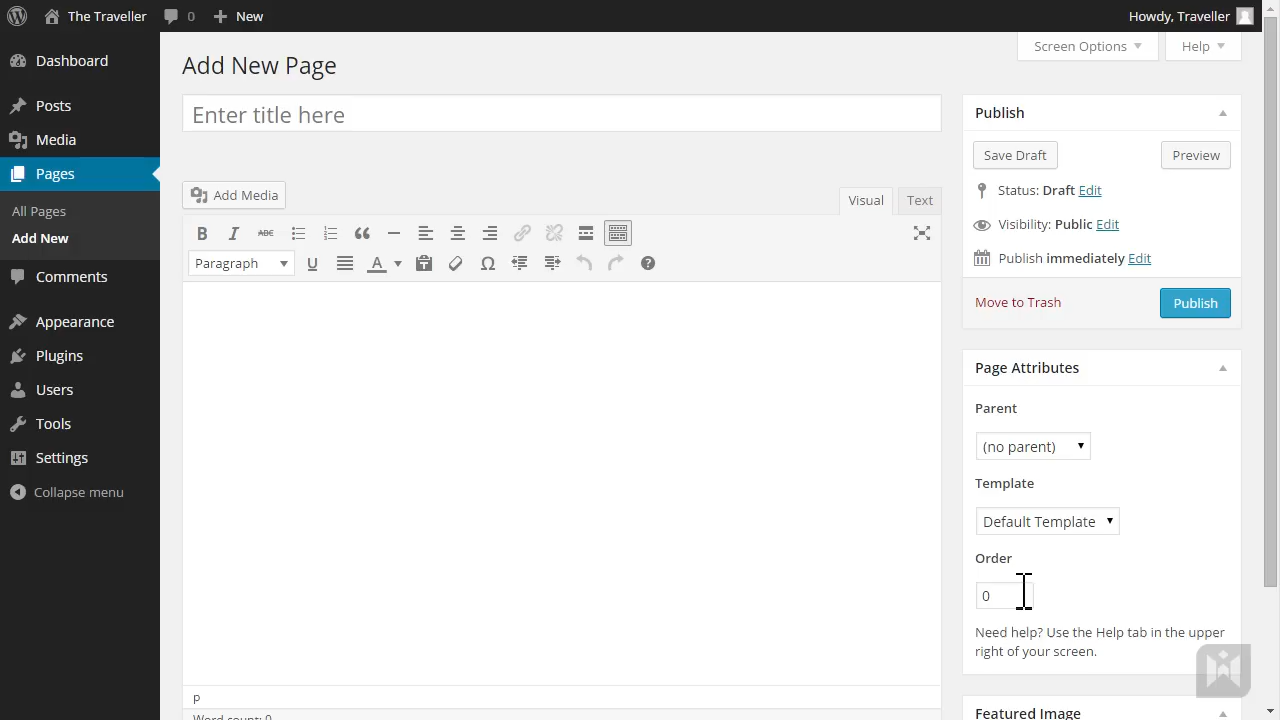 The Traveller 0 New Howdy, Traveller
Screen Options Help
Dashboard
Posts
Media
Pages
All Pages
Add New
Comments
Appearance
Plugins
Users
Tools
Settings
Collapse menu
Add New Page
Enter title here
Add Media
Visual Text
B I ABC
Paragraph U A Ω ?
p
Word count: 0
Publish
Save Draft Preview
Status: Draft Edit
Visibility: Public Edit
Publish immediately Edit
Move to Trash Publish
Page Attributes
Parent
(no parent)
Template
Default Template
Order
0
Need help? Use the Help tab in the upper
right of your screen.
Featured Image